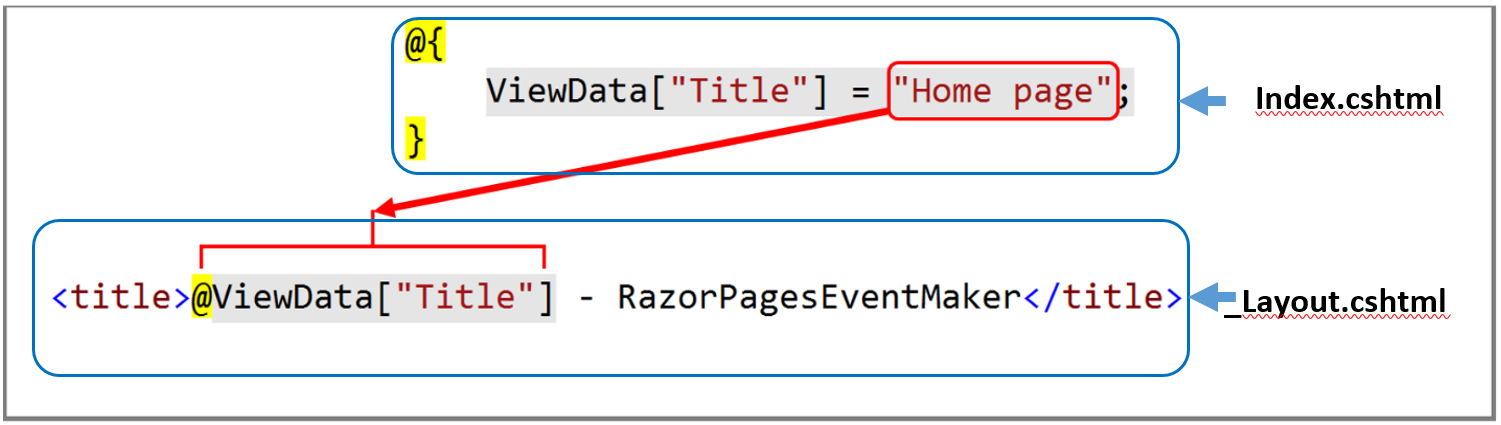 @{
ViewData["Title"] = "Home page";
}
Index.cshtml
<title>@ViewData["Title"] - RazorPagesEventMaker</title>
_Layout.cshtml